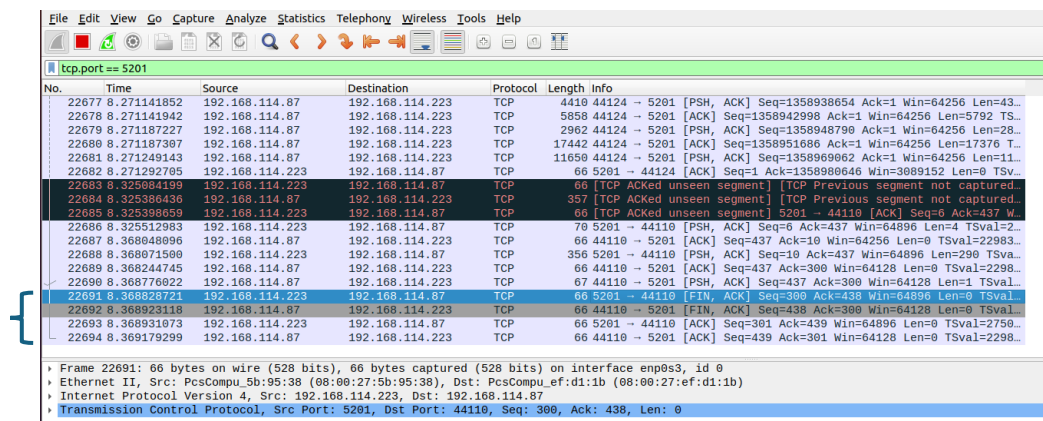 File Edit View Go Capture Analyze Statistics Telephony Wireless Tools Help
tcp.port == 5201
No. Time Source Destination Protocol Length Info
22677 8.271141852 192.168.114.87 192.168.114.223 TCP 4410 44124 → 5201 [PSH, ACK] Seq=1358938654 Ack=1 Win=64256 Len=43…
22678 8.271141942 192.168.114.87 192.168.114.223 TCP 5858 44124 → 5201 [ACK] Seq=1358942998 Ack=1 Win=64256 Len=5792 TS…
22679 8.271187227 192.168.114.87 192.168.114.223 TCP 2962 44124 → 5201 [PSH, ACK] Seq=1358948790 Ack=1 Win=64256 Len=28…
22680 8.271187307 192.168.114.87 192.168.114.223 TCP 17442 44124 → 5201 [ACK] Seq=1358951686 Ack=1 Win=64256 Len=17376 T…
22681 8.271249143 192.168.114.87 192.168.114.223 TCP 11650 44124 → 5201 [PSH, ACK] Seq=1358969062 Ack=1 Win=64256 Len=11…
22682 8.271292705 192.168.114.223 192.168.114.87 TCP 66 5201 → 44124 [ACK] Seq=1 Ack=1358980646 Win=3089152 Len=0 TSv…
22683 8.325084199 192.168.114.223 192.168.114.87 TCP 66 [TCP ACKed unseen segment] [TCP Previous segment not captured…
22684 8.325386436 192.168.114.87 192.168.114.223 TCP 357 [TCP ACKed unseen segment] [TCP Previous segment not captured…
22685 8.325398659 192.168.114.223 192.168.114.87 TCP 66 [TCP ACKed unseen segment] 5201 → 44110 [ACK] Seq=6 Ack=437 W…
22686 8.325512983 192.168.114.223 192.168.114.87 TCP 70 5201 → 44110 [PSH, ACK] Seq=6 Ack=437 Win=64896 Len=4 TSval=2…
22687 8.368048096 192.168.114.87 192.168.114.223 TCP 66 44110 → 5201 [ACK] Seq=437 Ack=10 Win=64256 Len=0 TSval=22983…
22688 8.368071500 192.168.114.223 192.168.114.87 TCP 356 5201 → 44110 [PSH, ACK] Seq=10 Ack=437 Win=64896 Len=290 TSva…
22689 8.368244745 192.168.114.87 192.168.114.223 TCP 66 44110 → 5201 [ACK] Seq=437 Ack=300 Win=64128 Len=0 TSval=2298…
22690 8.368776022 192.168.114.87 192.168.114.223 TCP 67 44110 → 5201 [PSH, ACK] Seq=437 Ack=300 Win=64128 Len=1 TSva…
22691 8.368828721 192.168.114.223 192.168.114.87 TCP 66 5201 → 44110 [FIN, ACK] Seq=300 Ack=438 Win=64896 Len=0 TSval…
22692 8.368923118 192.168.114.87 192.168.114.223 TCP 66 44110 → 5201 [FIN, ACK] Seq=438 Ack=300 Win=64128 Len=0 TSval…
22693 8.368931073 192.168.114.223 192.168.114.87 TCP 66 5201 → 44110 [ACK] Seq=301 Ack=439 Win=64896 Len=0 TSval=2750…
22694 8.369179299 192.168.114.87 192.168.114.223 TCP 66 44110 → 5201 [ACK] Seq=439 Ack=301 Win=64128 Len=0 TSval=2298…
Frame 22691: 66 bytes on wire (528 bits), 66 bytes captured (528 bits) on interface enp0s3, id 0
Ethernet II, Src: PcsCompu_5b:95:38 (08:00:27:5b:95:38), Dst: PcsCompu_ef:d1:1b (08:00:27:ef:d1:1b)
Internet Protocol Version 4, Src: 192.168.114.223, Dst: 192.168.114.87
Transmission Control Protocol, Src Port: 5201, Dst Port: 44110, Seq: 300, Ack: 438, Len: 0